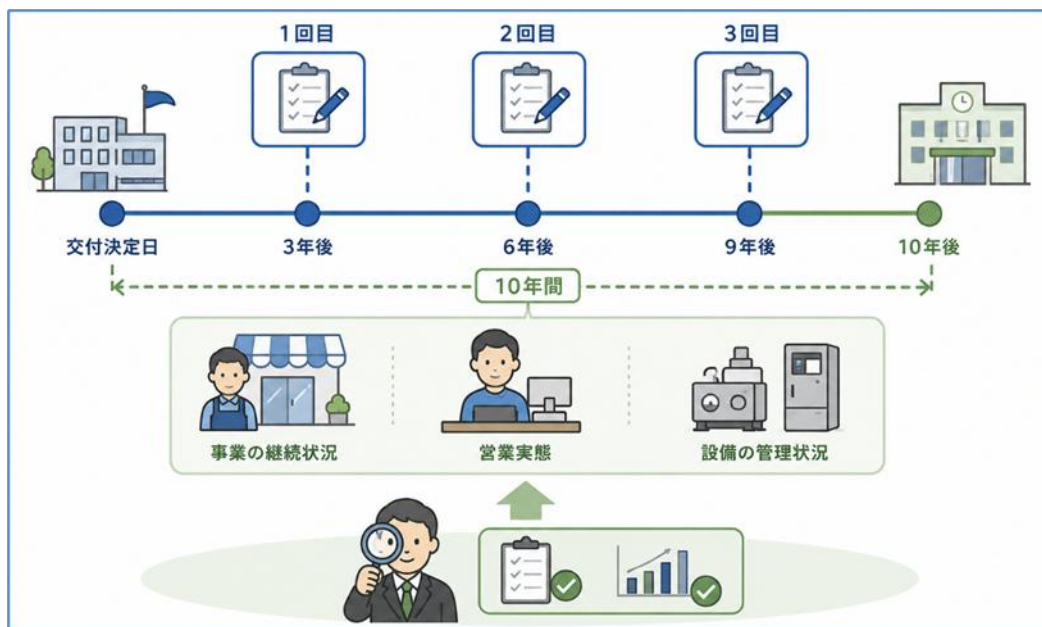 1回目
2回目
3回目
交付決定日
3年後
6年後
9年後
10年後
10年間
事業の継続状況
営業実態
設備の管理状況